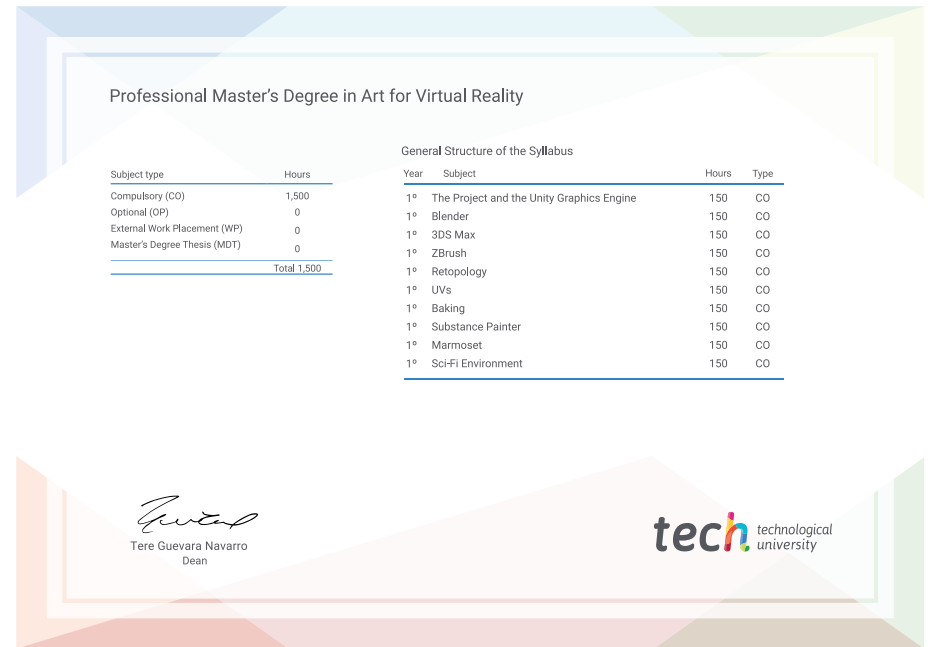 Professional Master's Degree in Art for Virtual Reality
Subject type Hours
Compulsory (CO) 1,500
Optional (OP) 0
External Work Placement (WP) 0
Master's Degree Thesis (MDT) 0
Total 1,500
General Structure of the Syllabus
Year Subject Hours Type
1º The Project and the Unity Graphics Engine 150 CO
1º Blender 150 CO
1º 3DS Max 150 CO
1º ZBrush 150 CO
1º Retopology 150 CO
1º UVs 150 CO
1º Baking 150 CO
1º Substance Painter 150 CO
1º Marmoset 150 CO
1º Sci-Fi Environment 150 CO
Tere Guevara Navarro
Dean
tech technological
university